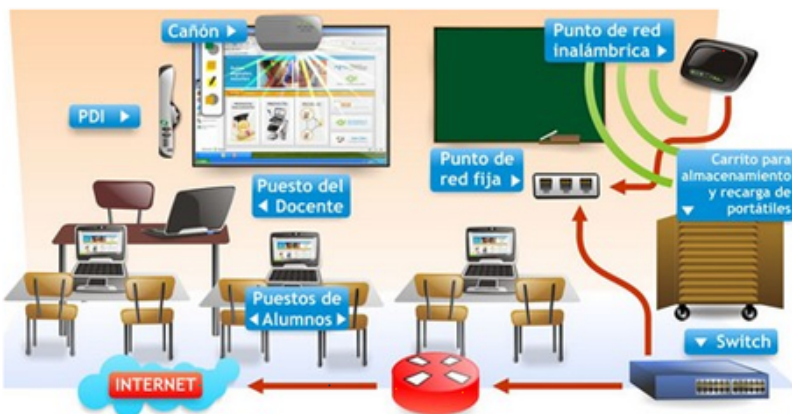 Cañón
Punto de red
inalámbrica
PDI
Punto de
red fija
Carrito para
almacenamiento
y recarga de
portátiles
Puesto del
Docente
Puestos de
Alumnos
Switch
INTERNET